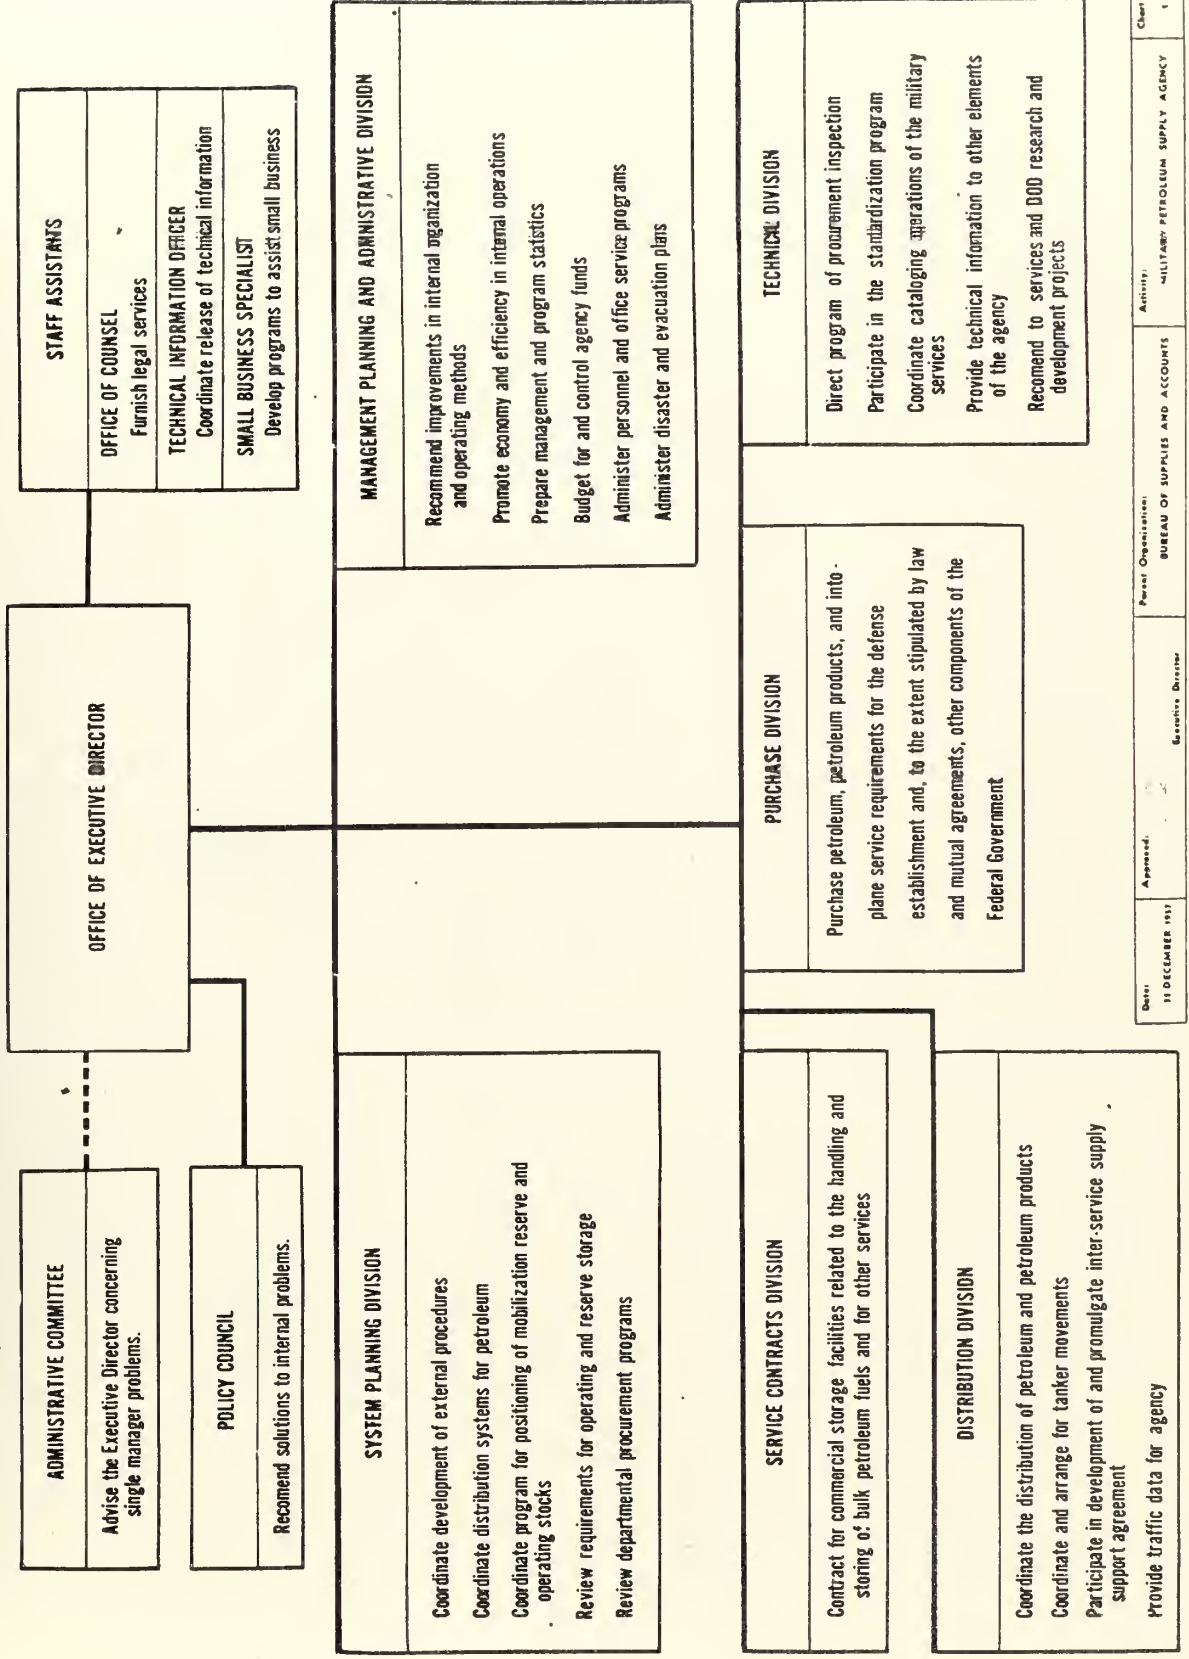 ADMINISTRATIVE COMMITTEE
Advise the Executive Director concerning
single manager problems.
POLICY COUNCIL
Recomend solutions to internal problems.
OFFICE OF EXECUTIVE DIRECTOR
STAFF ASSISTANTS
OFFICE OF COUNSEL
Furnish legal services
TECHNICAL INFORMATION OFFICER
Coordinate release of technical information
SMALL BUSINESS SPECIALIST
Develop programs to assist small business
SYSTEM PLANNING DIVISION
Coordinate development of external procedures
Coordinate distribution systems for petroleum
Coordinate program for positioning of mobilization reserve and
operating stocks
Review requirements for operating and reserve storage
Review departmental procurement programs
MANAGEMENT PLANNING AND ADMINISTRATIVE DIVISION
Recommend improvements in internal organization
and operating methods
Promote economy and efficiency in internal operations
Prepare management and program statistics
Budget for and control agency funds
Administer personnel and office service programs
Administer disaster and evacuation plans
SERVICE CONTRACTS DIVISION
Contract for commercial storage facilities related to the handling and
storing of bulk petroleum fuels and for other services
DISTRIBUTION DIVISION
Coordinate the distribution of petroleum and petroleum products
Coordinate and arrange for tanker movements
Participate in development of and promulgate inter-service supply
support agreement
Provide traffic data for agency
PURCHASE DIVISION
Purchase petroleum, petroleum products, and into-
plane service requirements for the defense
establishment and, to the extent stipulated by law
and mutual agreements, other components of the
Federal Government
TECHNICAL DIVISION
Direct program of procurement inspection
Participate in the standardization program
Coordinate cataloging operations of the military
services
Provide technical information to other elements
of the agency
Recomend to services and DOD research and
development projects
Date:
DECEMBER 1957
Approved:
Executive Director
Parent Organization:
BUREAU OF SUPPLIES AND ACCOUNTS
Activity:
MILITARY PETROLEUM SUPPLY AGENCY
Chart
1